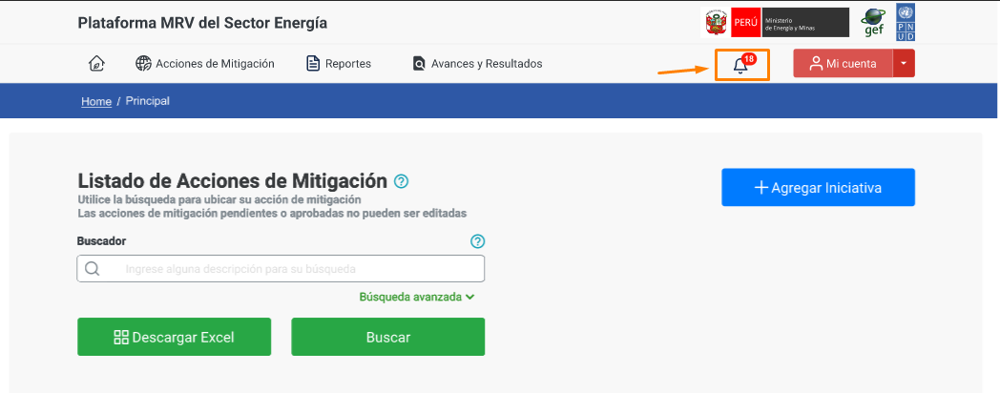 Plataforma MRV del Sector Energía
PERÚ
Ministerio
de Energía y Minas
gef
P N
U D
Acciones de Mitigación
Reportes
Avances y Resultados
18
Mi cuenta
Home / Principal
Listado de Acciones de Mitigación ?
Utilice la búsqueda para ubicar su acción de mitigación
Las acciones de mitigación pendientes o aprobadas no pueden ser editadas
+ Agregar Iniciativa
Buscador ?
Ingrese alguna descripción para su búsqueda
Búsqueda avanzada
Descargar Excel
Buscar